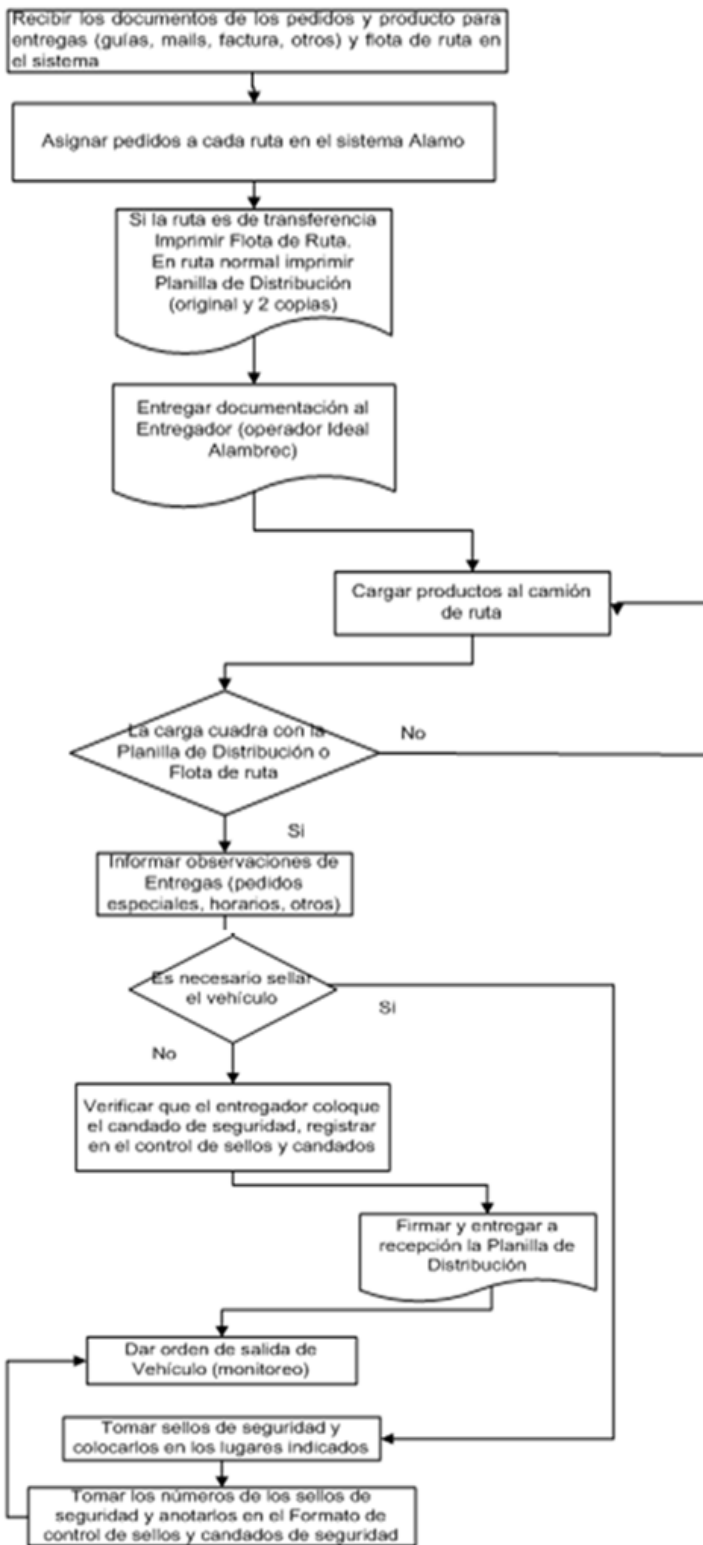 Recibir los documentos de los pedidos y producto para
entregas (guías, mails, factura, otros) y flota de ruta en
el sistema
Asignar pedidos a cada ruta en el sistema Alamo
Si la ruta es de transferencia
Imprimir Flota de Ruta.
En ruta normal imprimir
Planilla de Distribución
(original y 2 copias)
Entregar documentación al
Entregador (operador Ideal
Alambrec)
Cargar productos al camión
de ruta
La carga cuadra con la
Planilla de Distribución o
Flota de ruta
No
Si
Informar observaciones de
Entregas (pedidos
especiales, horarios, otros)
Es necesario sellar
el vehículo
Si
No
Verificar que el entregador coloque
el candado de seguridad, registrar
en el control de sellos y candados
Firmar y entregar a
recepción la Planilla de
Distribución
Dar orden de salida de
Vehículo (monitoreo)
Tomar sellos de seguridad y
colocarlos en los lugares indicados
Tomar los números de los sellos de
seguridad y anotarlos en el Formato de
control de sellos y candados de seguridad